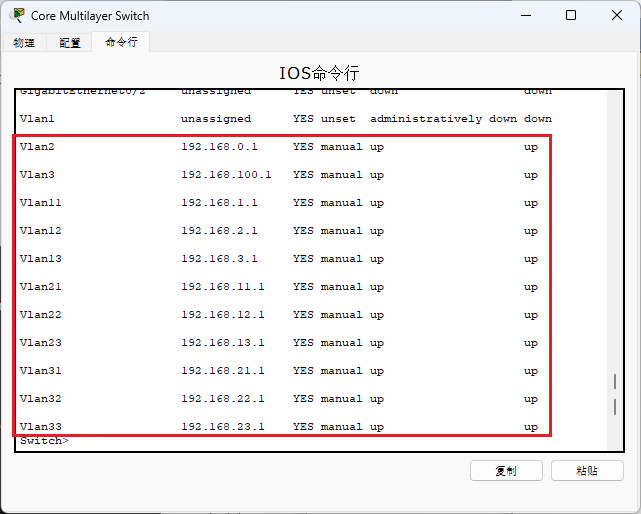 Core Multilayer Switch
物理 配置 命令行
IOS命令行
GigabitEthernet0/2 unassigned YES unset down down
Vlan1 unassigned YES unset administratively down down
Vlan2 192.168.0.1 YES manual up up
Vlan3 192.168.100.1 YES manual up up
Vlan11 192.168.1.1 YES manual up up
Vlan12 192.168.2.1 YES manual up up
Vlan13 192.168.3.1 YES manual up up
Vlan21 192.168.11.1 YES manual up up
Vlan22 192.168.12.1 YES manual up up
Vlan23 192.168.13.1 YES manual up up
Vlan31 192.168.21.1 YES manual up up
Vlan32 192.168.22.1 YES manual up up
Vlan33 192.168.23.1 YES manual up up
Switch>
复制 粘贴